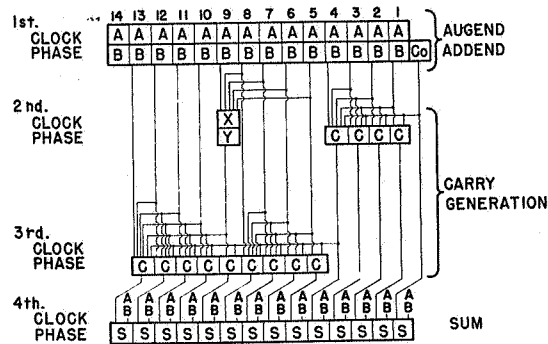 14 13 12 11 10 9 8 7 6 5 4 3 2 1
1st. CLOCK PHASE
A A A A A A A A A A A A A A
B B B B B B B B B B B B B B Co
AUGEND
ADDEND
2nd. CLOCK PHASE
X
Y
C C C C
CARRY
GENERATION
3rd. CLOCK PHASE
C C C C C C C C C
A A A A A A A A A A A A A A
B B B B B B B B B B B B B B
4th. CLOCK PHASE
S S S S S S S S S S S S S S
SUM